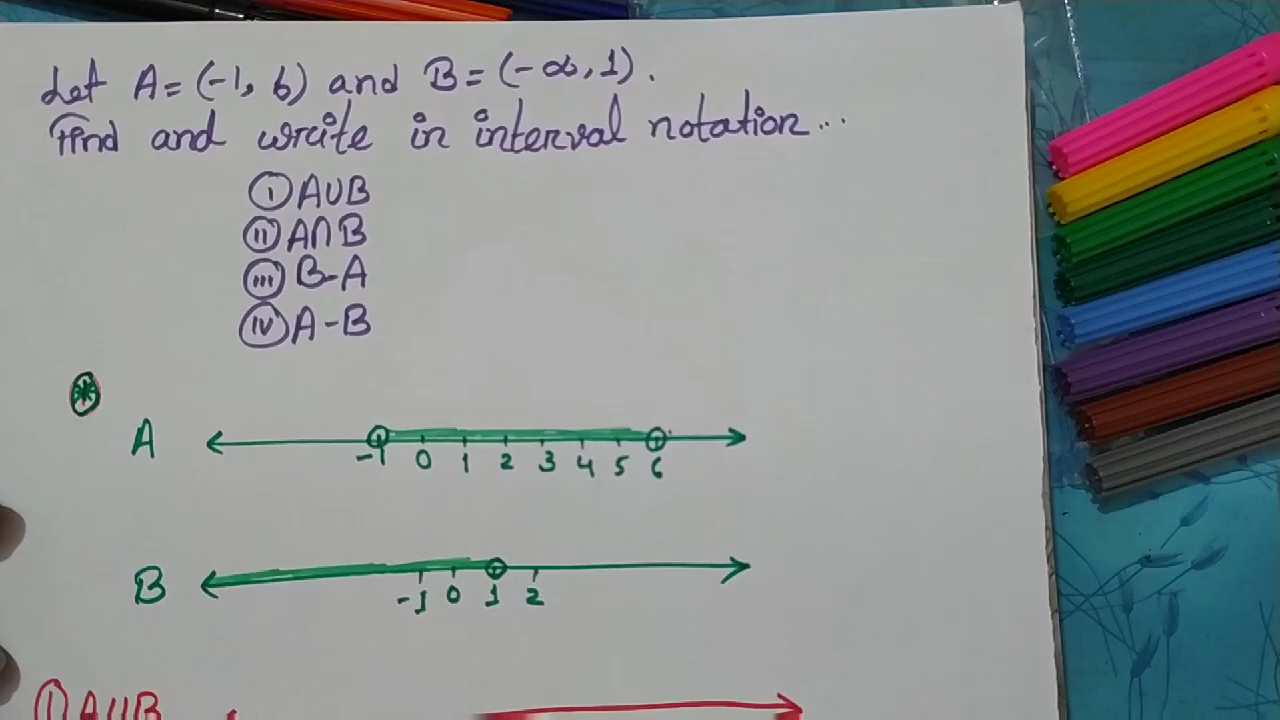 Let A = (-1, 6) and B = (-∞, 1).
Find and write in interval notation...
(i) A∪B
(ii) A∩B
(iii) B-A
(iv) A-B
A
-1 0 1 2 3 4 5 6
B
-1 0 1 2
(i) A∪B